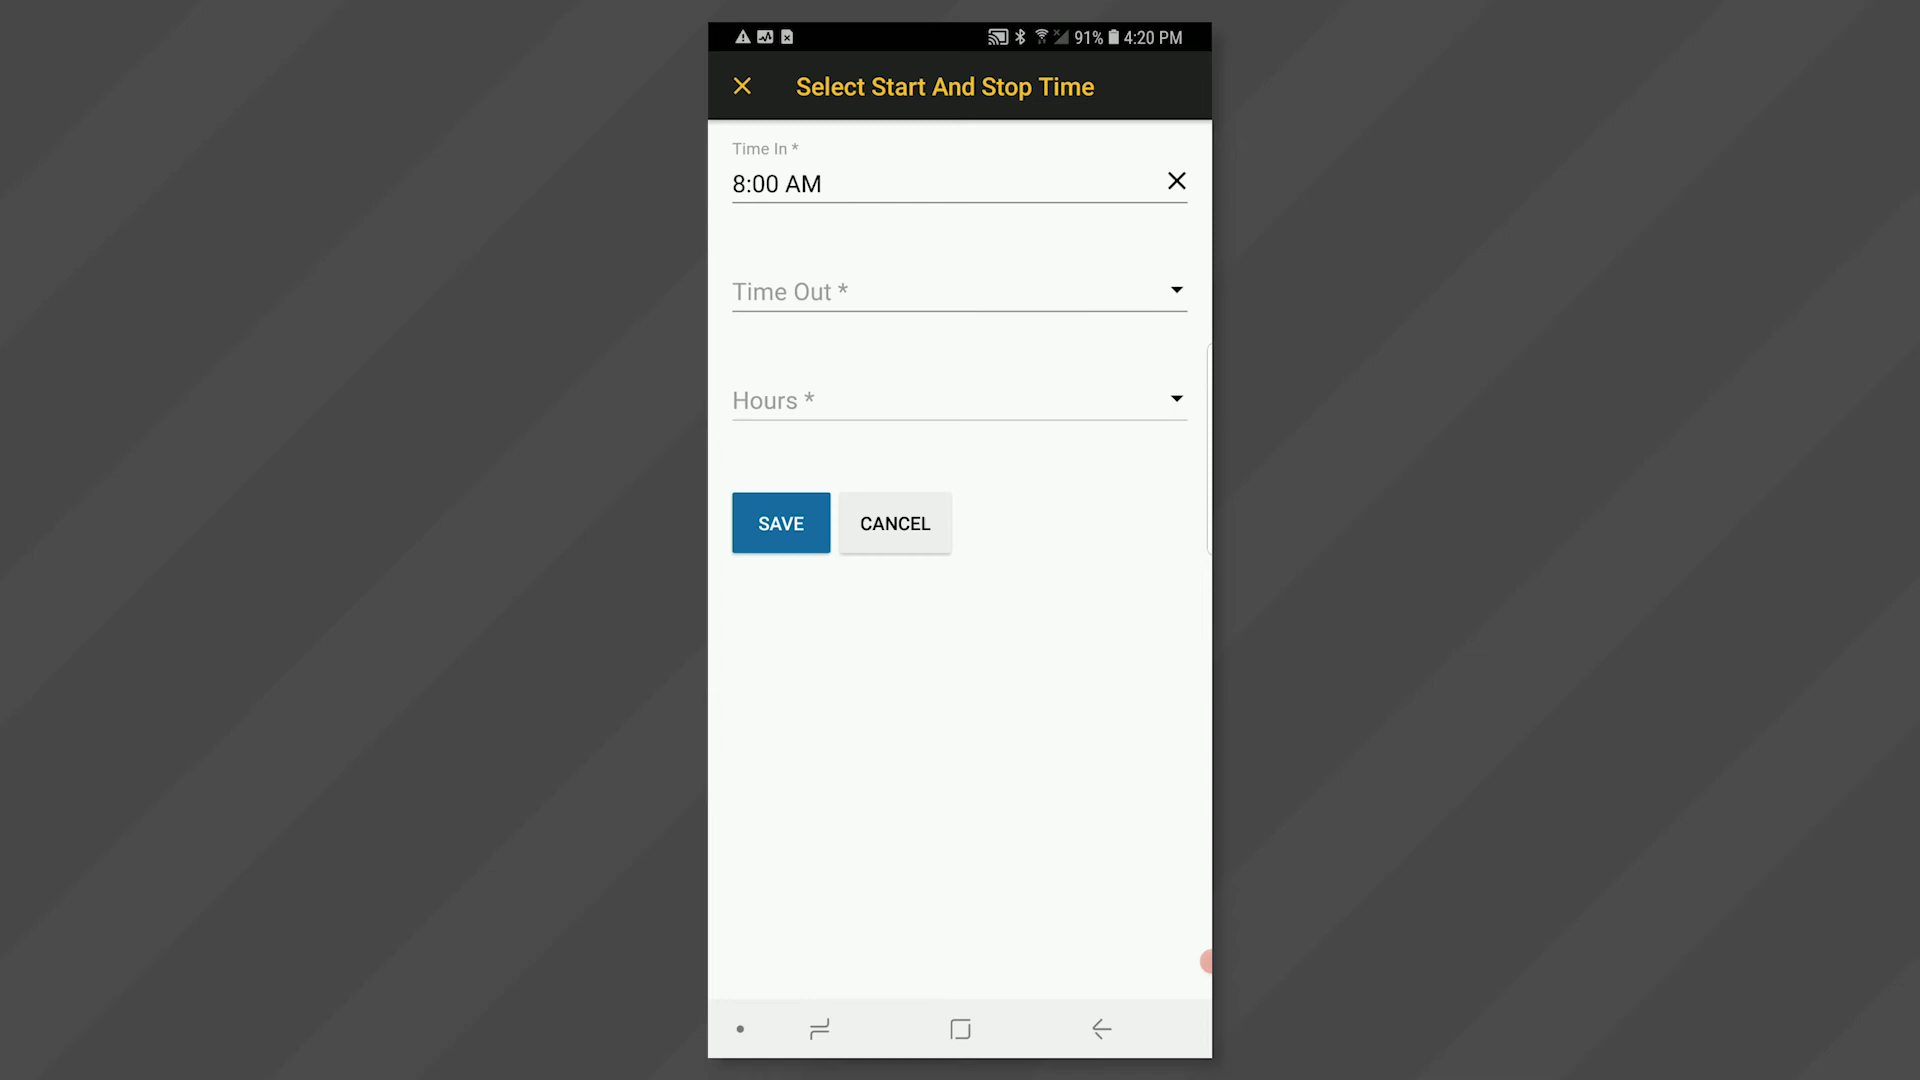 91% 4:20 PM
Select Start And Stop Time
Time In *
8:00 AM
Time Out *
Hours *
SAVE CANCEL